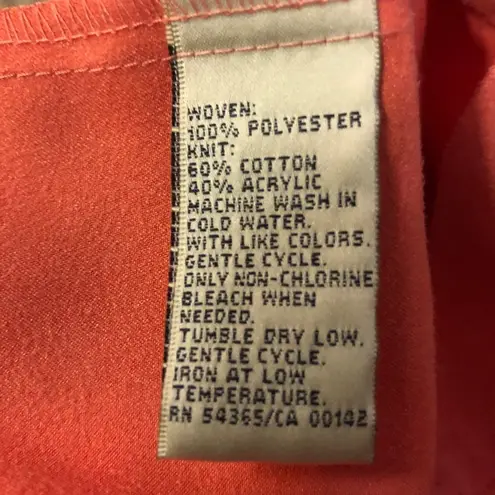 WOVEN:
100% POLYESTER
KNIT:
60% COTTON
40% ACRYLIC
MACHINE WASH IN
COLD WATER.
WITH LIKE COLORS.
GENTLE CYCLE.
ONLY NON-CHLORINE
BLEACH WHEN
NEEDED.
TUMBLE DRY LOW.
GENTLE CYCLE.
IRON AT LOW
TEMPERATURE.
RN 54365/CA 00142